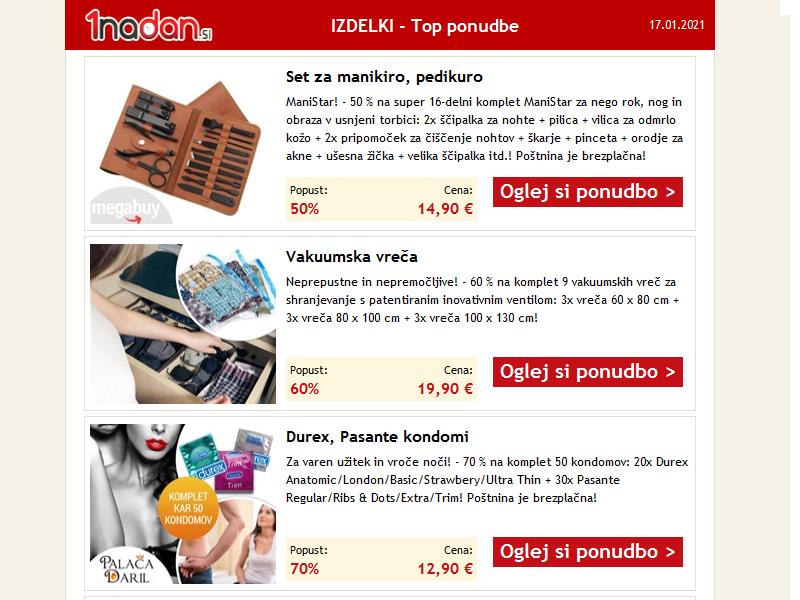 1nadan.si
IZDELKI - Top ponudbe
17.01.2021
Set za manikiro, pedikuro
ManiStar! - 50 % na super 16-delni komplet ManiStar za nego rok, nog in
obraza v usnjeni torbici: 2x ščipalka za nohte + pilica + vilica za odmrlo
kožo + 2x pripomoček za čiščenje nohtov + škarje + pinceta + orodje za
akne + ušesna žička + velika ščipalka itd.! Poštnina je brezplačna!
megabuy
Popust:
Cena:
50%
14,90 €
Oglej si ponudbo >
Vakuumska vreča
Neprepustne in nepremočljive! - 60 % na komplet 9 vakuumskih vreč za
shranjevanje s patentiranim inovativnim ventilom: 3x vreča 60 x 80 cm +
3x vreča 80 x 100 cm + 3x vreča 100 x 130 cm!
Popust:
Cena:
60%
19,90 €
Oglej si ponudbo >
Durex, Pasante kondomi
Za varen užitek in vroče noči! - 70 % na komplet 50 kondomov: 20x Durex
Anatomic/London/Basic/Strawbery/Ultra Thin + 30x Pasante
Regular/Ribs & Dots/Extra/Trim! Poštnina je brezplačna!
durex
Trim
Trim
KOMPLET
KAR 50
KONDOMOV
PALAČA
DARIL
Popust:
Cena:
70%
12,90 €
Oglej si ponudbo >